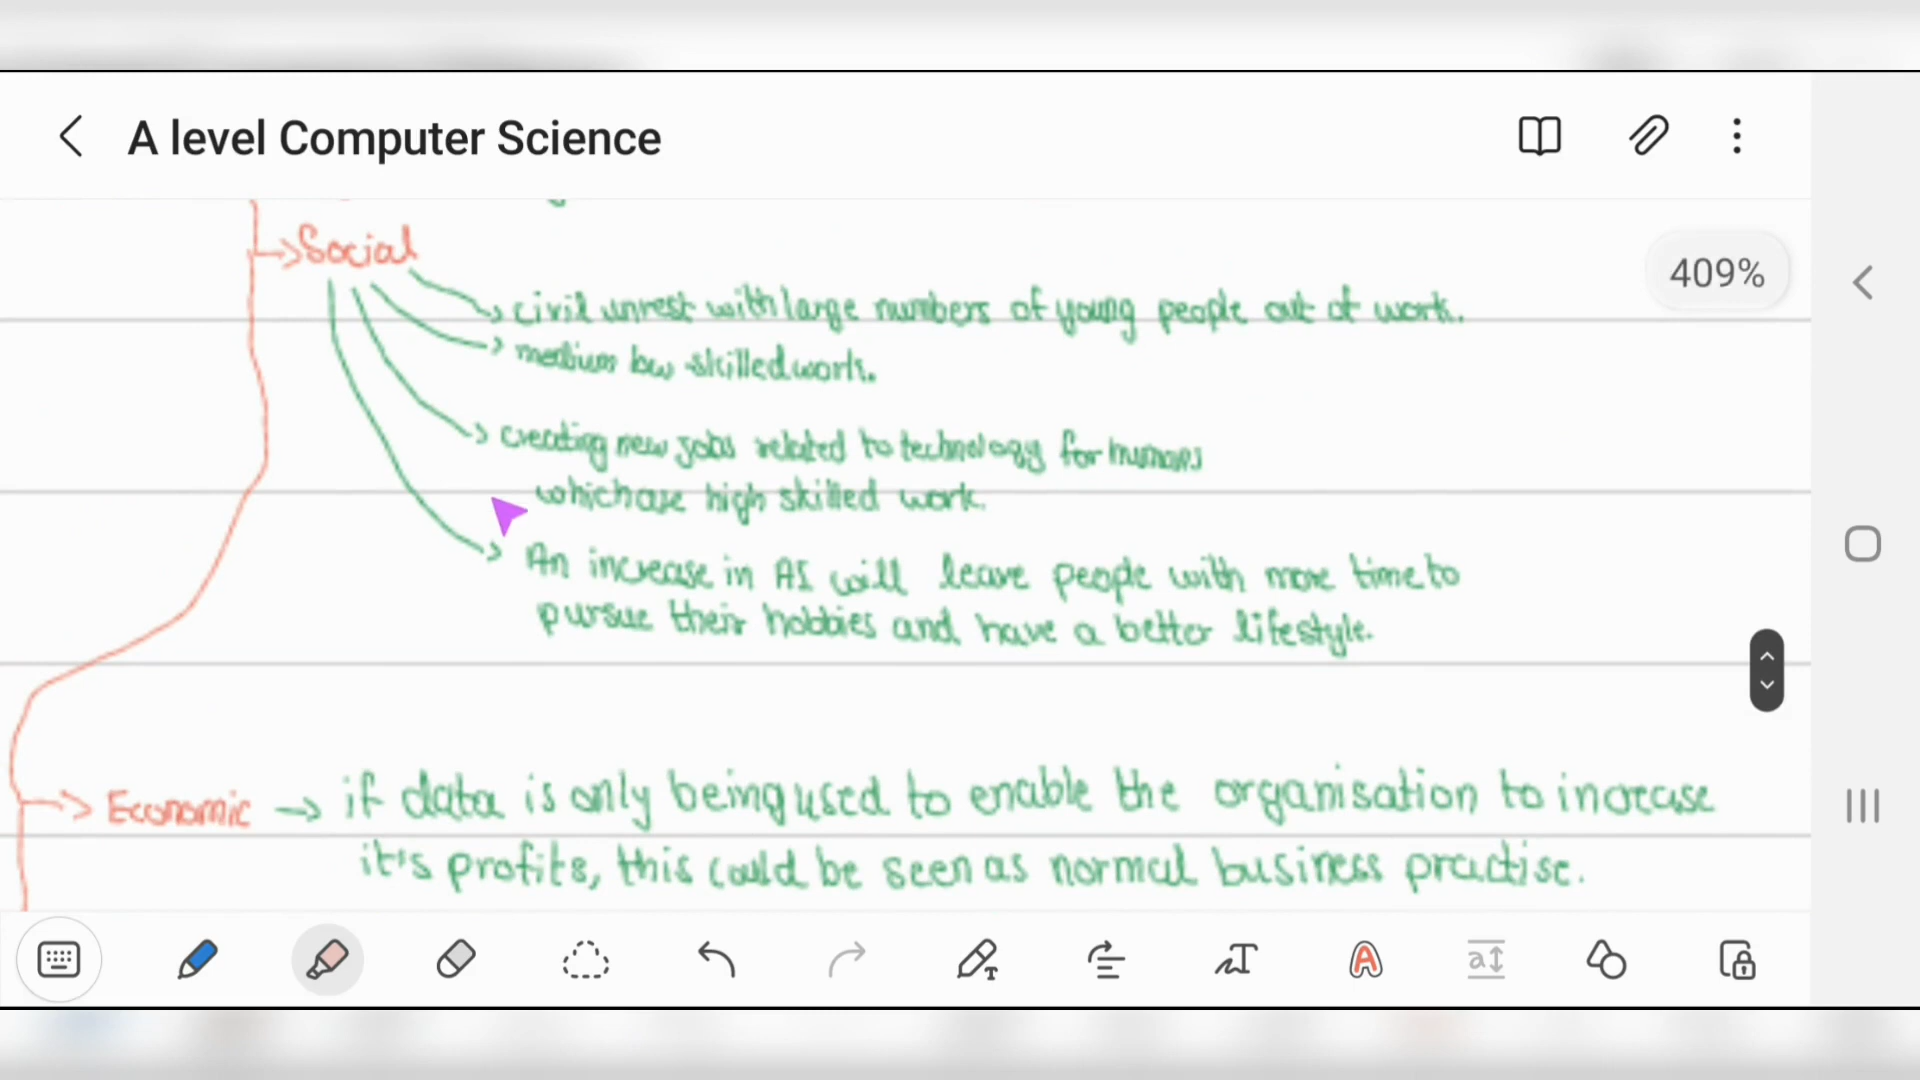 A level Computer Science
Social
409%
civil unrest with large numbers of young people out of work.
medium low skilled work.
creating new jobs related to technology for humans
which are high skilled work.
An increase in AI will leave people with more time to
pursue their hobbies and have a better lifestyle.
Economic → if data is only being used to enable the organisation to increase
it's profits, this could be seen as normal business practise.